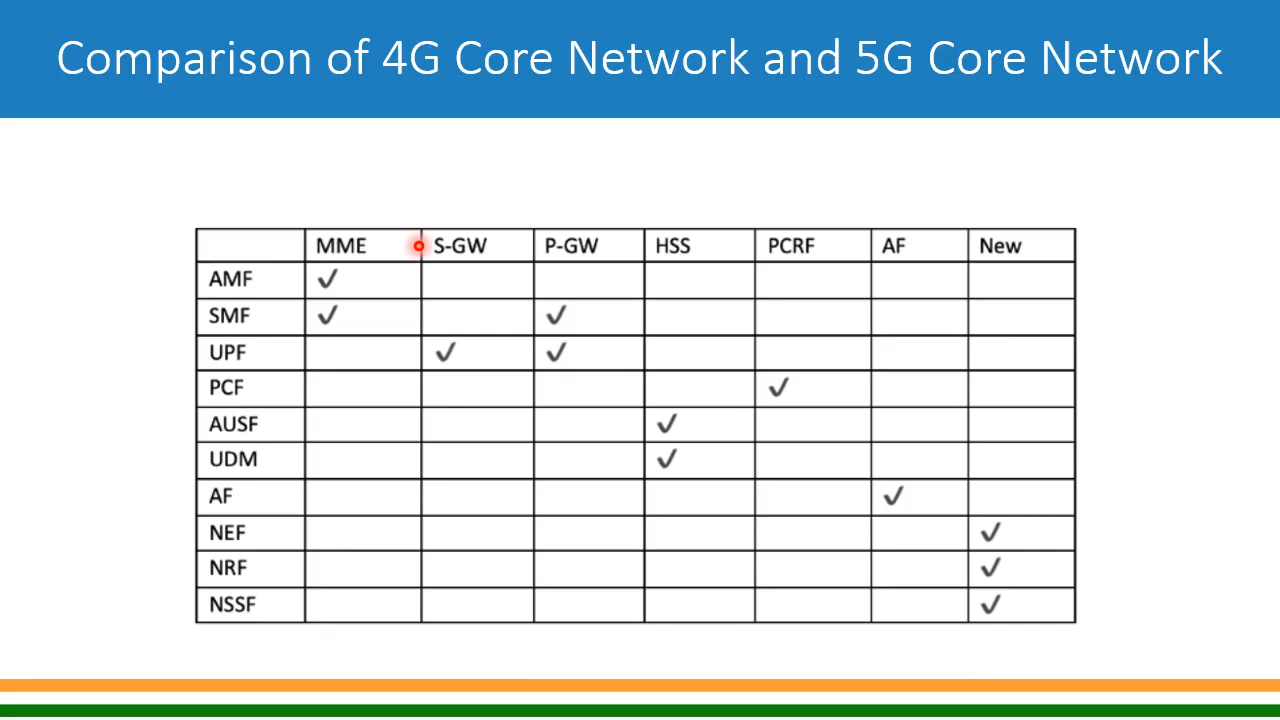 Comparison of 4G Core Network and 5G Core Network
MME S-GW P-GW HSS PCRF AF New
AMF ✓
SMF ✓ ✓
UPF ✓ ✓
PCF ✓
AUSF ✓
UDM ✓
AF ✓
NEF ✓
NRF ✓
NSSF ✓